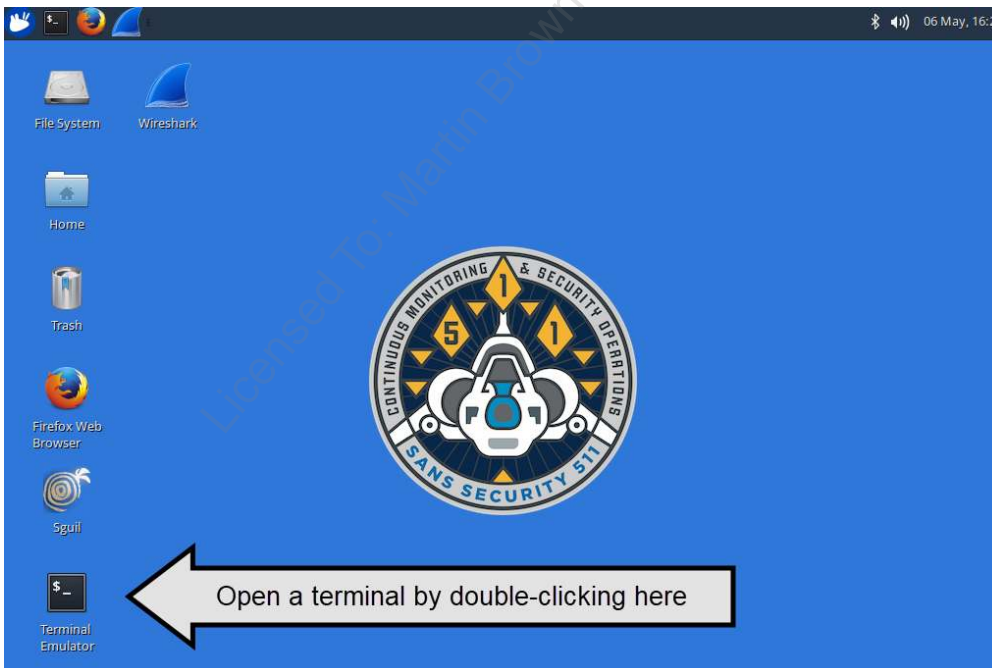 06 May, 16:2
File System
Wireshark
Home
Trash
Firefox Web
Browser
Sguil
Terminal
Emulator
$_
$_
CONTINUOUS MONITORING & SECURITY OPERATIONS
5 1 1
SANS SECURITY 511
Open a terminal by double-clicking here
Licensed To: Martin Brown